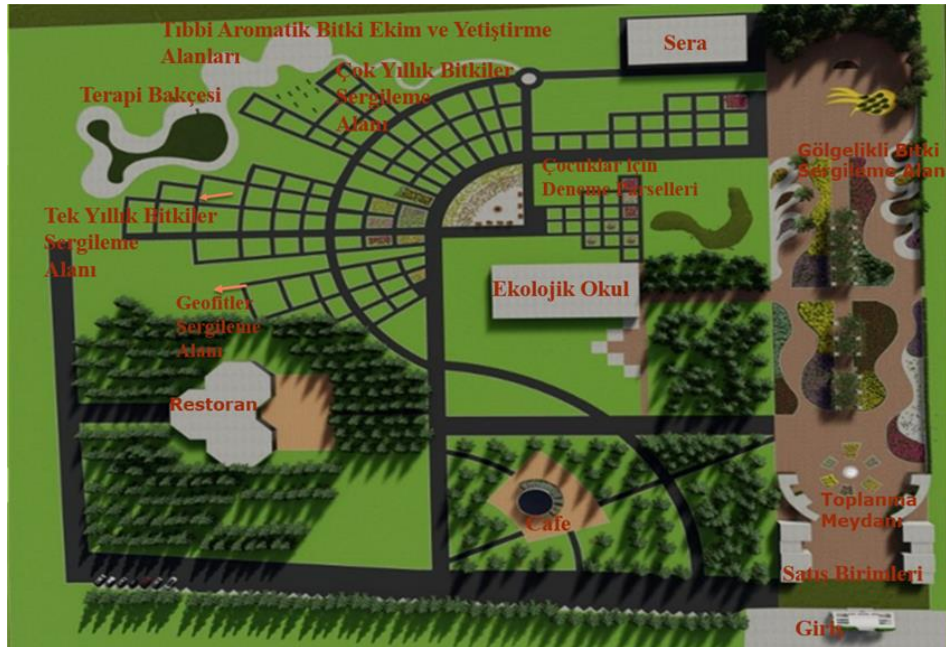 Tıbbi Aromatik Bitki Ekim ve Yetiştirme
Alanları
Sera
Çok Yıllık Bitkiler
Sergileme
Alanı
Terapi Bakçesi
Gölgelikli Bitki
Sergileme Alan
Çocuklar için
Deneme Parselleri
Tek Yıllık Bitkiler
Sergileme
Alanı
Ekolojik Okul
Geofitler
Sergileme
Alanı
Restoran
Toplanma
Meydanı
Cafe
Satış Birimleri
Giriş